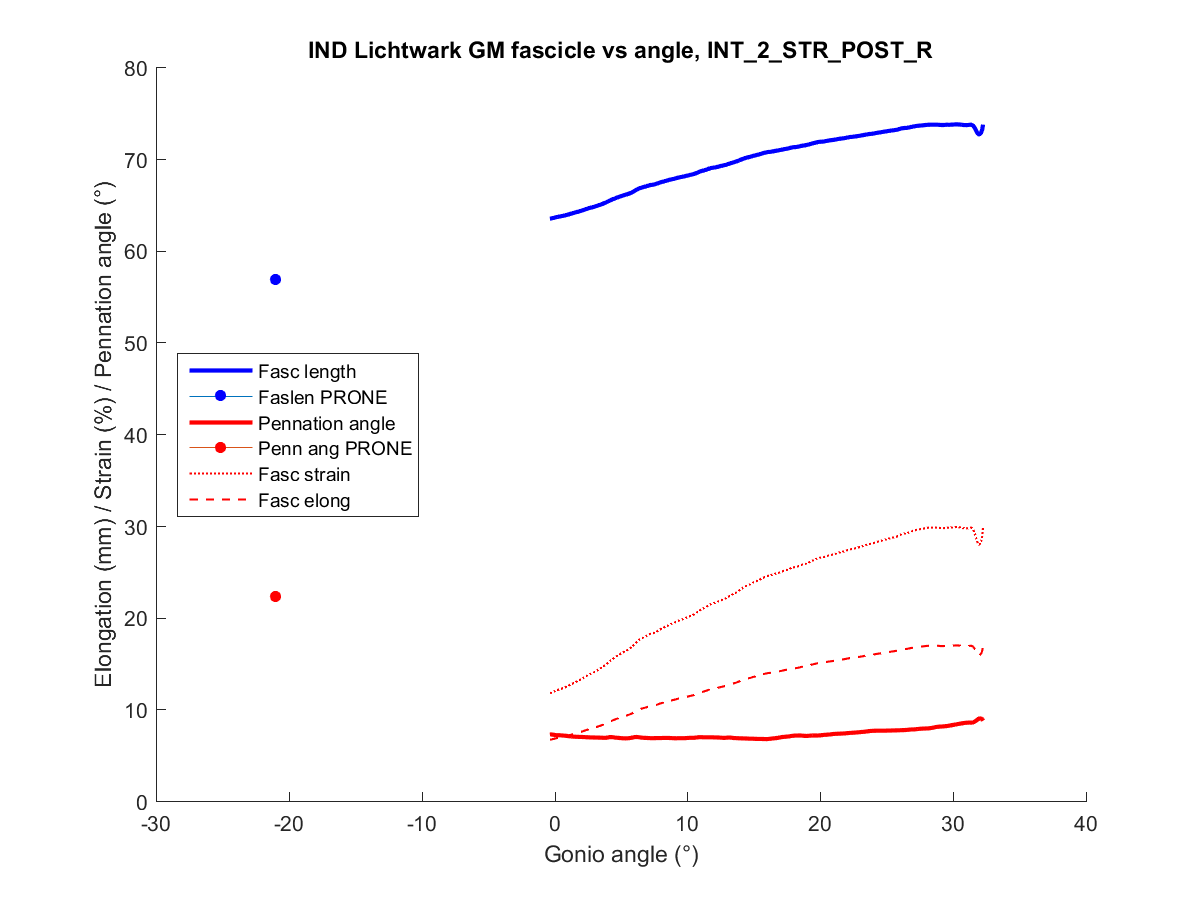 IND Lichtwark GM fascicle vs angle, INT_2_STR_POST_R
Elongation (mm) / Strain (%) / Pennation angle (°)
80
70
60
50
40
30
20
10
0
Fasc length
Faslen PRONE
Pennation angle
Penn ang PRONE
Fasc strain
Fasc elong
-30
-20
-10
0
10
20
30
40
Gonio angle (°)